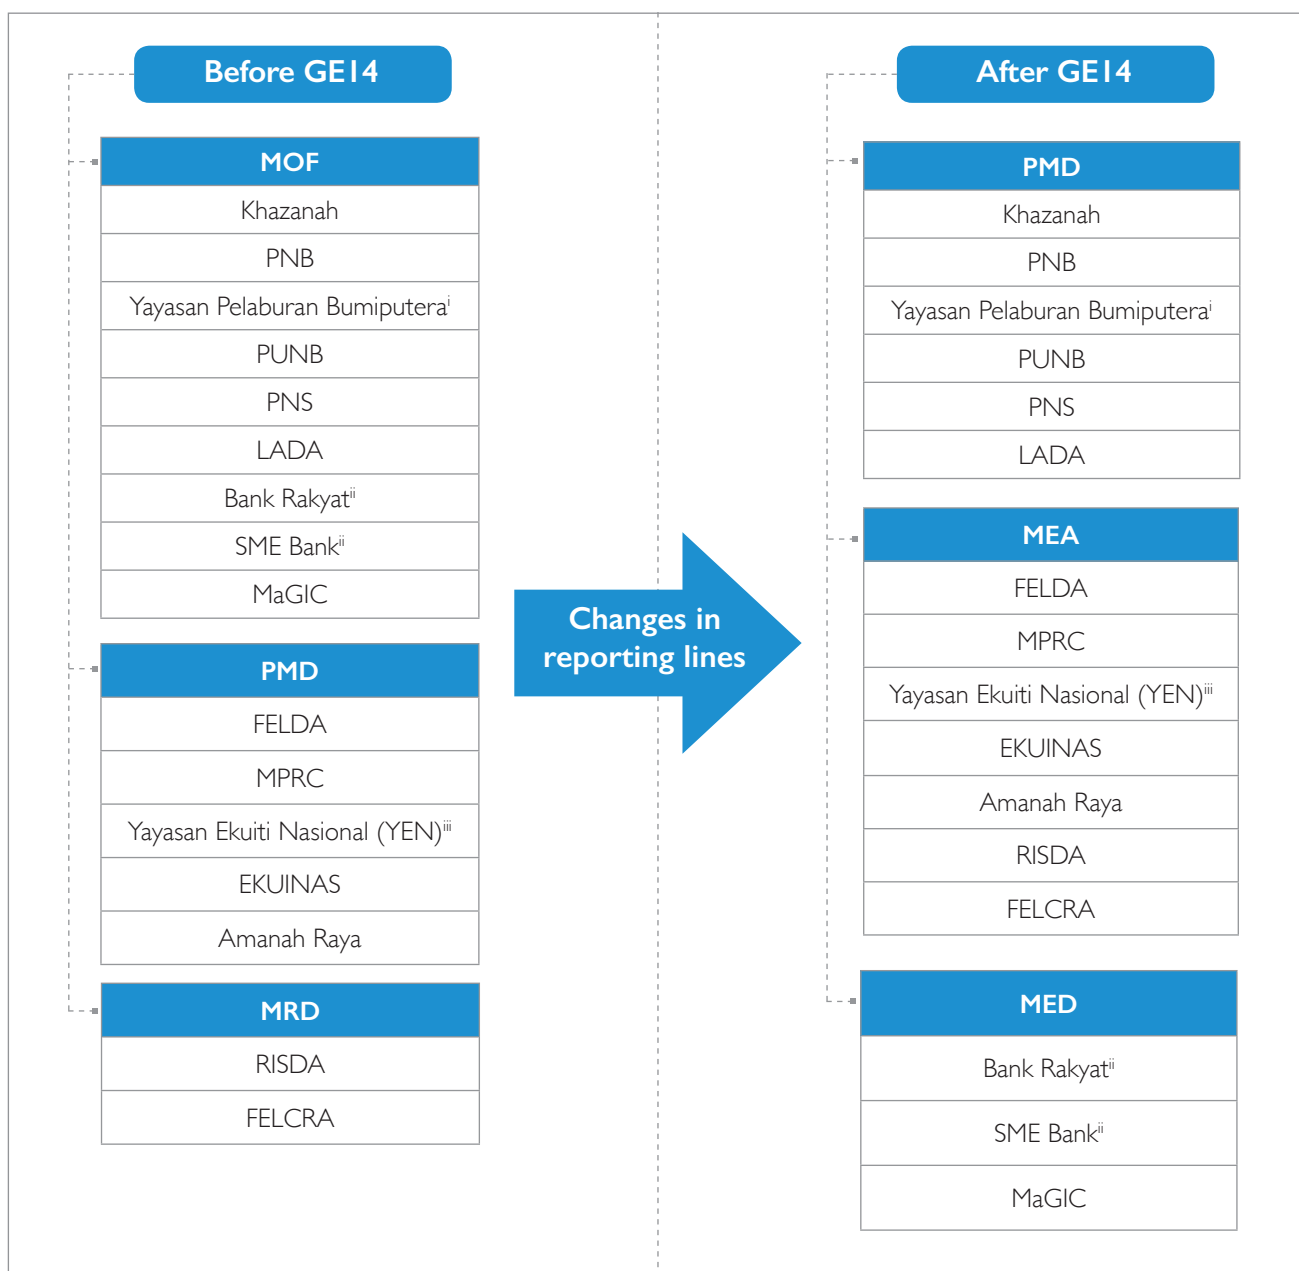 Before GE14
MOF
Khazanah
PNB
Yayasan Pelaburan Bumiputeraⁱ
PUNB
PNS
LADA
Bank Rakyatⁱⁱ
SME Bankⁱⁱ
MaGIC
PMD
FELDA
MPRC
Yayasan Ekuiti Nasional (YEN)ⁱⁱⁱ
EKUINAS
Amanah Raya
MRD
RISDA
FELCRA
Changes in
reporting lines
After GE14
PMD
Khazanah
PNB
Yayasan Pelaburan Bumiputeraⁱ
PUNB
PNS
LADA
MEA
FELDA
MPRC
Yayasan Ekuiti Nasional (YEN)ⁱⁱⁱ
EKUINAS
Amanah Raya
RISDA
FELCRA
MED
Bank Rakyatⁱⁱ
SME Bankⁱⁱ
MaGIC